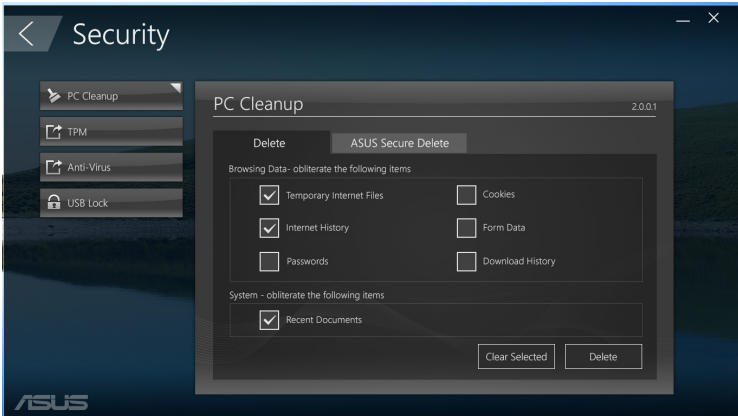 Security
PC Cleanup
TPM
Anti-Virus
USB Lock
PC Cleanup 2.0.0.1
Delete ASUS Secure Delete
Browsing Data- obliterate the following items
Temporary Internet Files Cookies
Internet History Form Data
Passwords Download History
System - obliterate the following items
Recent Documents
Clear Selected Delete
ASUS